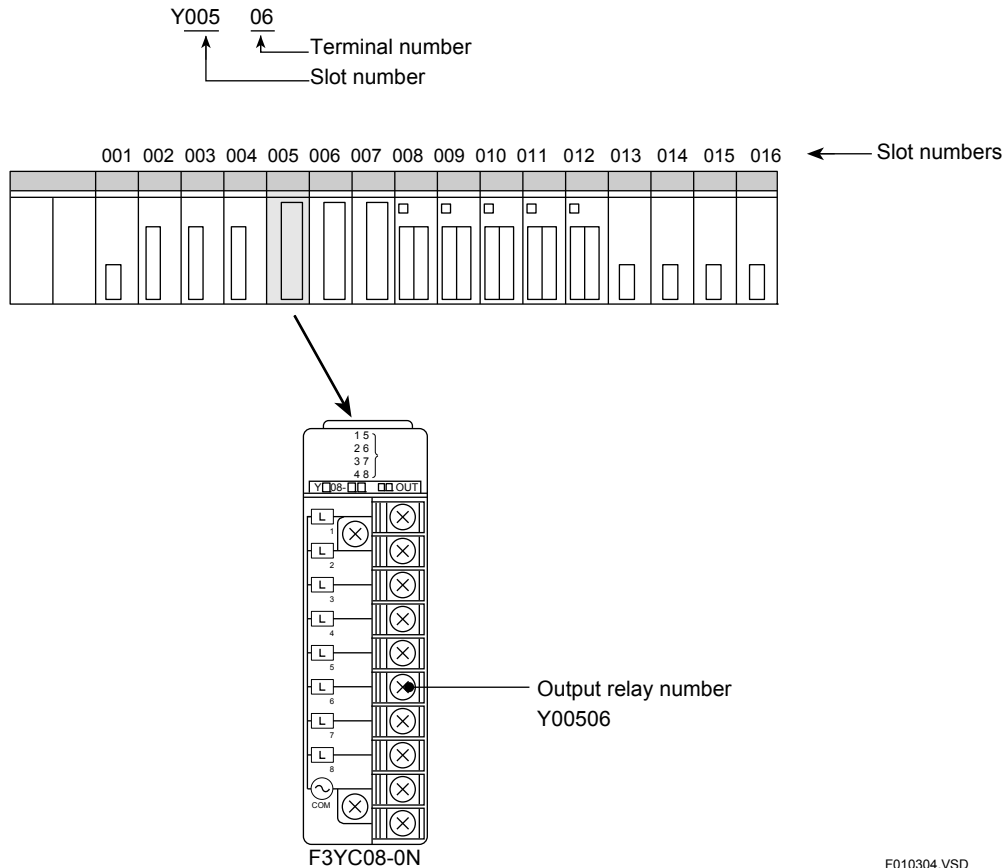 Y005 06
Terminal number
Slot number
001 002 003 004 005 006 007 008 009 010 011 012 013 014 015 016
Slot numbers
1 5
2 6
3 7
4 8
Y□08-□□ □□ OUT
L
1
L
2
L
3
L
4
L
5
L
6
L
7
L
8
COM
Output relay number
Y00506
F3YC08-0N
F010304.VSD